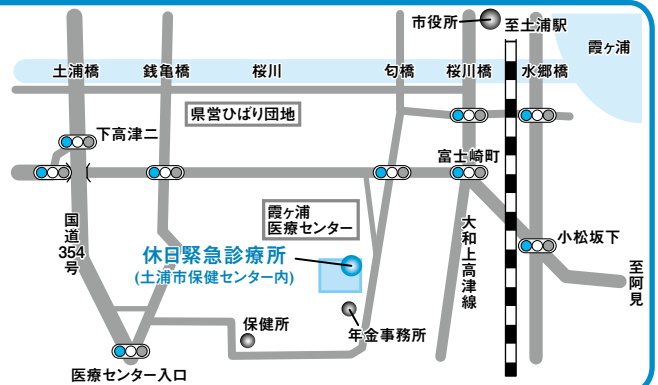 市役所
至土浦駅
霞ヶ浦
土浦橋
銭亀橋
桜川
匂橋
桜川橋
水郷橋
県営ひばり団地
下高津二
富士崎町
霞ヶ浦
医療センター
国道
354
号
大和上高津線
小松坂下
休日緊急診療所
(土浦市保健センター内)
至阿見
保健所
年金事務所
医療センター入口